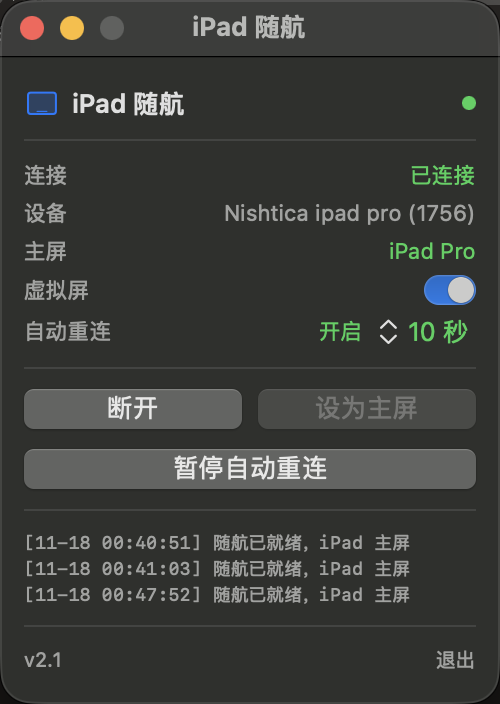 iPad 随航
iPad 随航
连接 已连接
设备 Nishtica ipad pro (1756)
主屏 iPad Pro
虚拟屏
自动重连 开启 10 秒
断开 设为主屏
暂停自动重连
[11-18 00:40:51] 随航已就绪, iPad 主屏
[11-18 00:41:03] 随航已就绪, iPad 主屏
[11-18 00:47:52] 随航已就绪, iPad 主屏
v2.1 退出